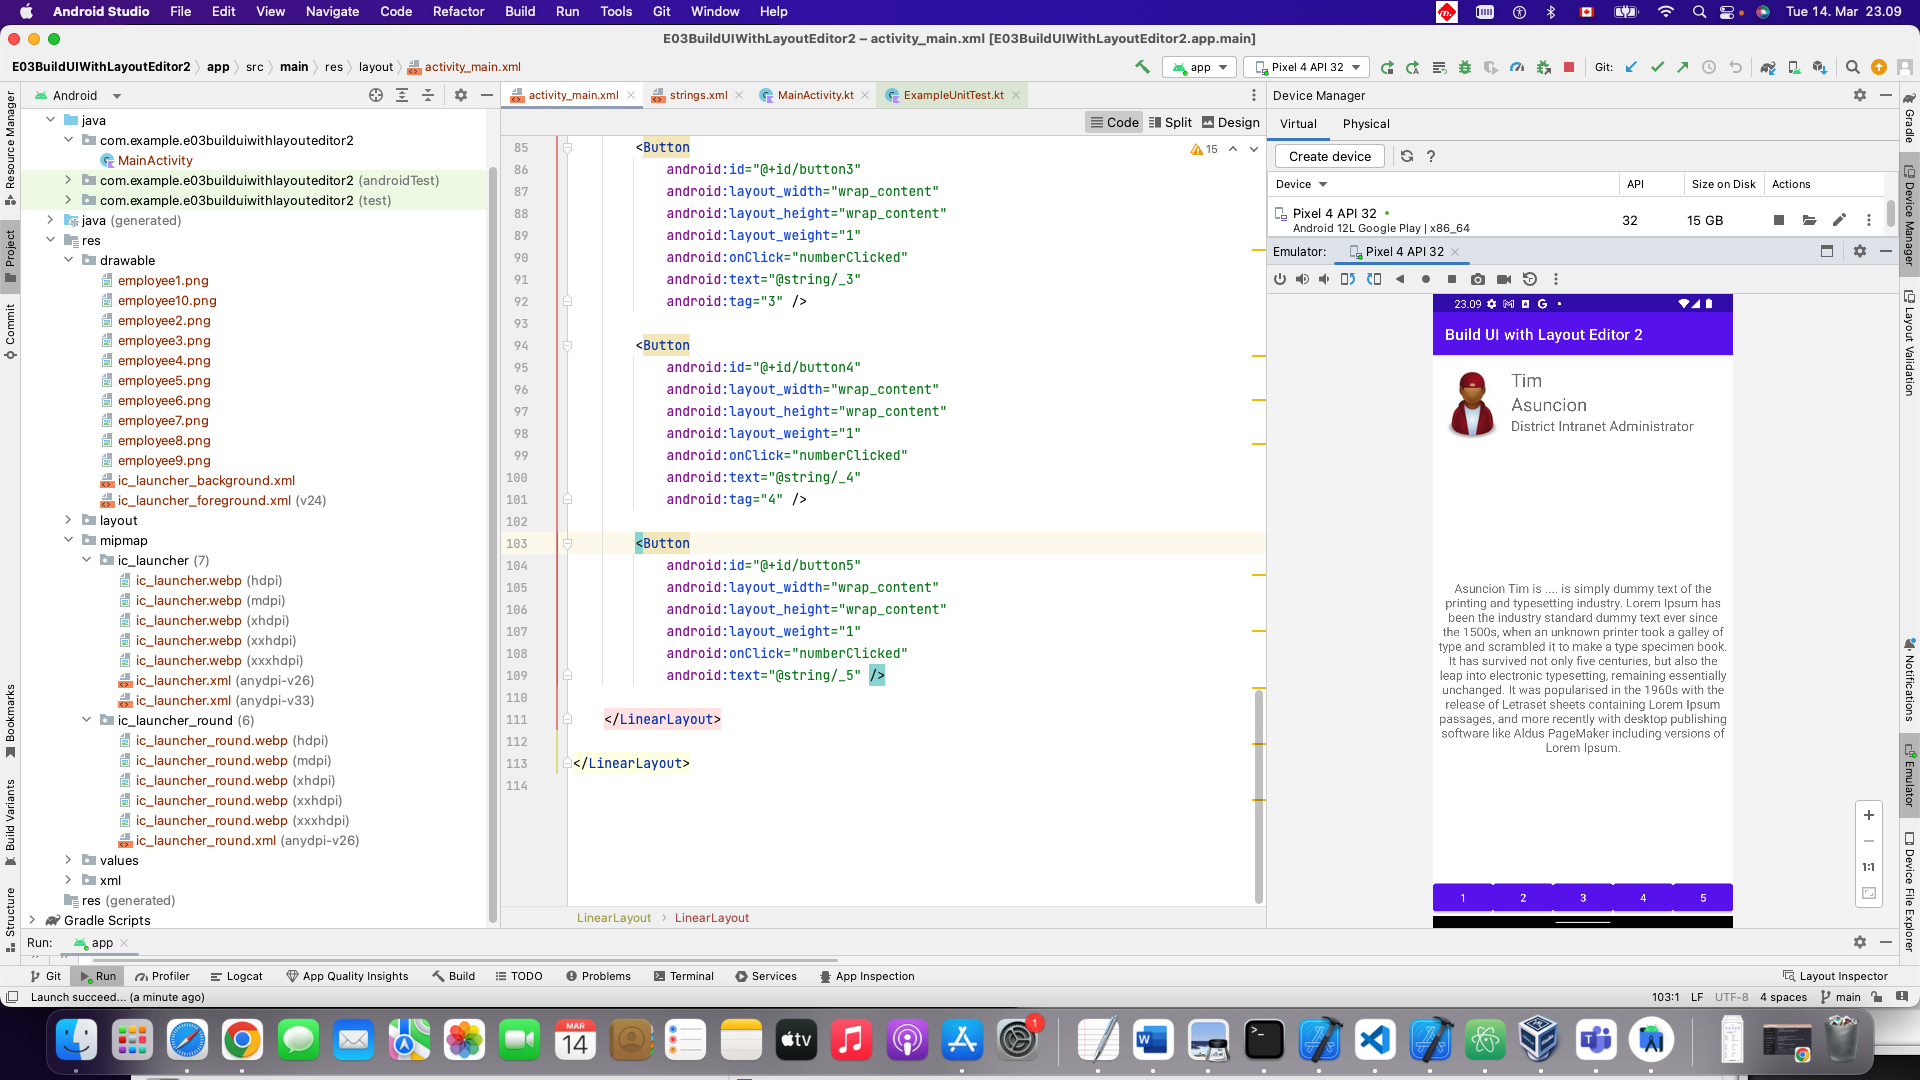 Android Studio File Edit View Navigate Code Refactor Build Run Tools Git Window Help Tue 14. Mar 23.09
E03BuildUIWithLayoutEditor2 – activity_main.xml [E03BuildUIWithLayoutEditor2.app.main]
E03BuildUIWithLayoutEditor2 app src main res layout activity_main.xml app Pixel 4 API 32 Git:
Android
activity_main.xml strings.xml MainActivity.kt ExampleUnitTest.kt
Device Manager
Code Split Design
Virtual Physical
Create device ?
Device API Size on Disk Actions
Pixel 4 API 32
Android 12L Google Play | x86_64
32 15 GB
Emulator: Pixel 4 API 32
Resource Manager
Project
Commit
Bookmarks
Build Variants
Structure
java
com.example.e03builduiwithlayouteditor2
MainActivity
com.example.e03builduiwithlayouteditor2 (androidTest)
com.example.e03builduiwithlayouteditor2 (test)
java (generated)
res
drawable
employee1.png
employee10.png
employee2.png
employee3.png
employee4.png
employee5.png
employee6.png
employee7.png
employee8.png
employee9.png
ic_launcher_background.xml
ic_launcher_foreground.xml (v24)
layout
mipmap
ic_launcher (7)
ic_launcher.webp (hdpi)
ic_launcher.webp (mdpi)
ic_launcher.webp (xhdpi)
ic_launcher.webp (xxhdpi)
ic_launcher.webp (xxxhdpi)
ic_launcher.xml (anydpi-v26)
ic_launcher.xml (anydpi-v33)
ic_launcher_round (6)
ic_launcher_round.webp (hdpi)
ic_launcher_round.webp (mdpi)
ic_launcher_round.webp (xhdpi)
ic_launcher_round.webp (xxhdpi)
ic_launcher_round.webp (xxxhdpi)
ic_launcher_round.xml (anydpi-v26)
values
xml
res (generated)
Gradle Scripts
15
85 <Button
86 android:id="@+id/button3"
87 android:layout_width="wrap_content"
88 android:layout_height="wrap_content"
89 android:layout_weight="1"
90 android:onClick="numberClicked"
91 android:text="@string/_3"
92 android:tag="3" />
93
94 <Button
95 android:id="@+id/button4"
96 android:layout_width="wrap_content"
97 android:layout_height="wrap_content"
98 android:layout_weight="1"
99 android:onClick="numberClicked"
100 android:text="@string/_4"
101 android:tag="4" />
102
103 <Button
104 android:id="@+id/button5"
105 android:layout_width="wrap_content"
106 android:layout_height="wrap_content"
107 android:layout_weight="1"
108 android:onClick="numberClicked"
109 android:text="@string/_5" />
110
111 </LinearLayout>
112
113 </LinearLayout>
114
LinearLayout LinearLayout
23.09
Build UI with Layout Editor 2
Tim
Asuncion
District Intranet Administrator
Asuncion Tim is .... is simply dummy text of the
printing and typesetting industry. Lorem Ipsum has
been the industry standard dummy text ever since
the 1500s, when an unknown printer took a galley of
type and scrambled it to make a type specimen book.
It has survived not only five centuries, but also the
leap into electronic typesetting, remaining essentially
unchanged. It was popularised in the 1960s with the
release of Letraset sheets containing Lorem Ipsum
passages, and more recently with desktop publishing
software like Aldus PageMaker including versions of
Lorem Ipsum.
1 2 3 4 5
1:1
Gradle
Device Manager
Layout Validation
Notifications
Emulator
Device File Explorer
Run: app
Git Run Profiler Logcat App Quality Insights Build TODO Problems Terminal Services App Inspection Layout Inspector
Launch succeed... (a minute ago) 103:1 LF UTF-8 4 spaces main
MAR
14
tv
1